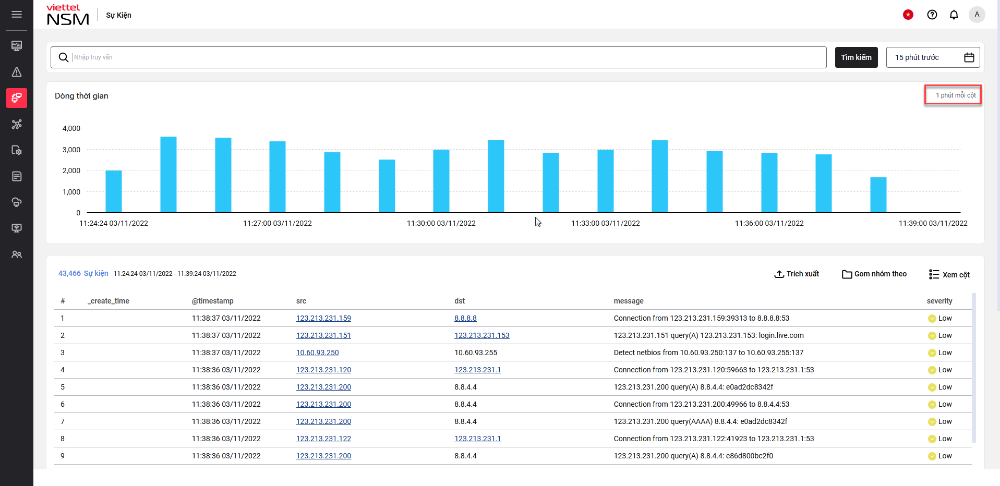 viettel
NSM
Sự Kiện
A
Nhập truy vấn
Tìm kiếm
15 phút trước
Dòng thời gian
1 phút mỗi cột
4,000
3,000
2,000
1,000
0
11:24:24 03/11/2022 11:27:00 03/11/2022 11:30:00 03/11/2022 11:33:00 03/11/2022 11:36:00 03/11/2022 11:39:00 03/11/2022
43,466 Sự kiện 11:24:24 03/11/2022 - 11:39:24 03/11/2022 Trích xuất Gom nhóm theo Xem cột
# _create_time @timestamp src dst message severity
1 11:38:37 03/11/2022 123.213.231.159 8.8.8.8 Connection from 123.213.231.159:39313 to 8.8.8.8:53 Low
2 11:38:37 03/11/2022 123.213.231.151 123.213.231.153 123.213.231.151 query(A) 123.213.231.153: login.live.com Low
3 11:38:37 03/11/2022 10.60.93.250 10.60.93.255 Detect netbios from 10.60.93.250:137 to 10.60.93.255:137 Low
4 11:38:36 03/11/2022 123.213.231.120 123.213.231.1 Connection from 123.213.231.120:59663 to 123.213.231.1:53 Low
5 11:38:36 03/11/2022 123.213.231.200 8.8.4.4 123.213.231.200 query(A) 8.8.4.4: e0ad2dc8342f Low
6 11:38:36 03/11/2022 123.213.231.200 8.8.4.4 Connection from 123.213.231.200:49966 to 8.8.4.4:53 Low
7 11:38:36 03/11/2022 123.213.231.200 8.8.4.4 123.213.231.200 query(AAAA) 8.8.4.4: e0ad2dc8342f Low
8 11:38:36 03/11/2022 123.213.231.122 123.213.231.1 Connection from 123.213.231.122:41923 to 123.213.231.1:53 Low
9 11:38:36 03/11/2022 123.213.231.200 8.8.4.4 123.213.231.200 query(A) 8.8.4.4: e86d800bc2f0 Low